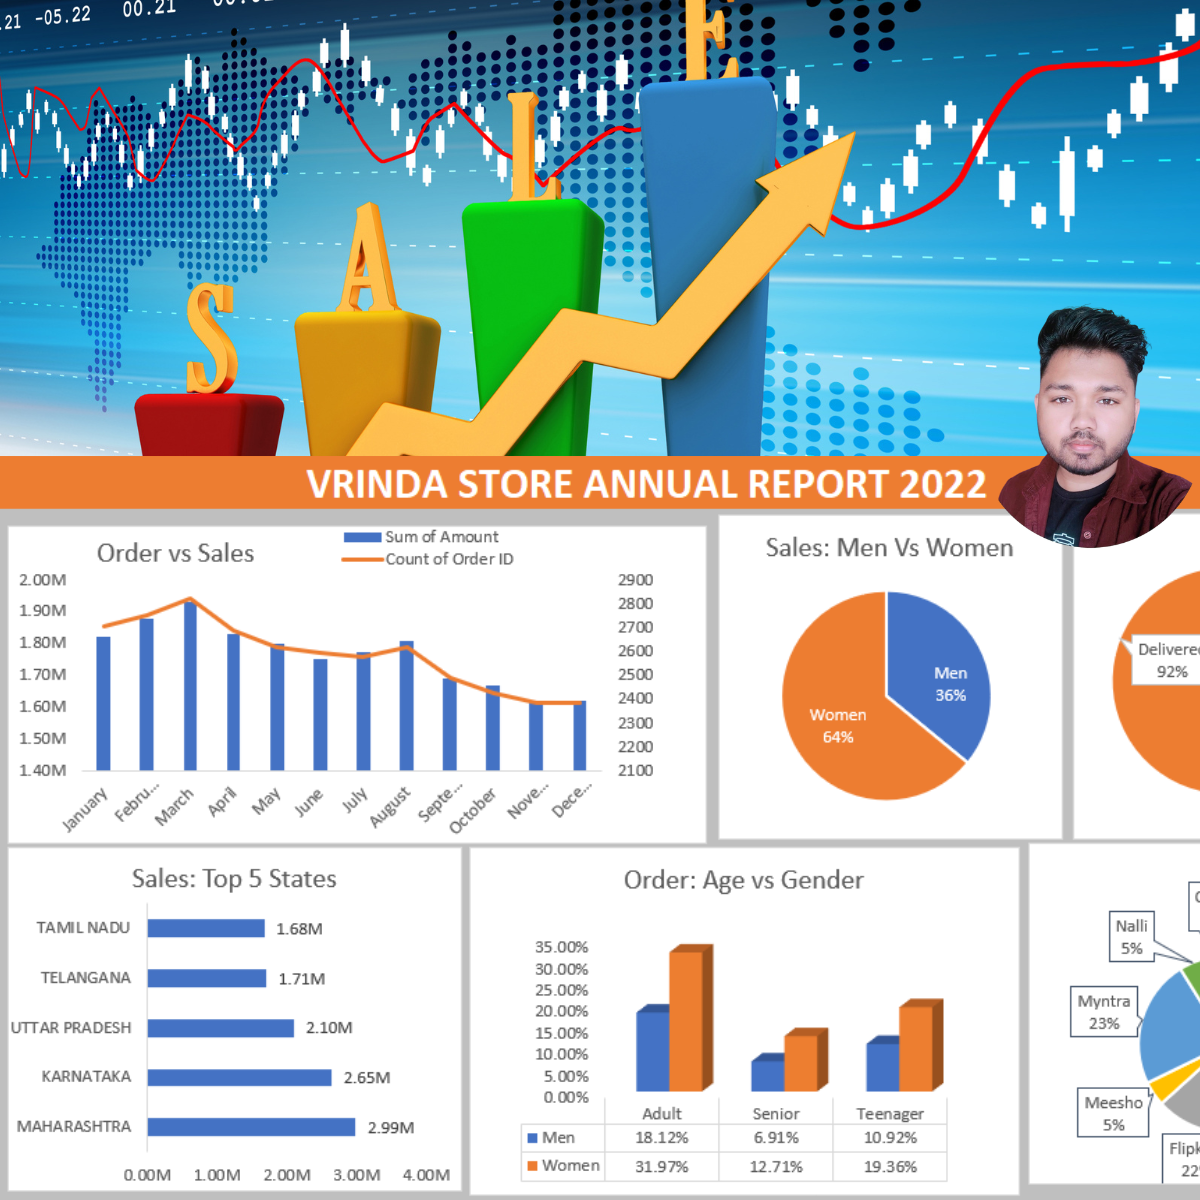 .21 -05.22 00.21
S
A
L
E
VRINDA STORE ANNUAL REPORT 2022
Order vs Sales
Sum of Amount
Count of Order ID
2.00M
1.90M
1.80M
1.70M
1.60M
1.50M
1.40M
2900
2800
2700
2600
2500
2400
2300
2200
2100
January
Febru...
March
April
May
June
July
August
Septe...
October
Nove...
Dece...
Sales: Men Vs Women
Men
36%
Women
64%
Delivered
92%
Sales: Top 5 States
TAMIL NADU 1.68M
TELANGANA 1.71M
UTTAR PRADESH 2.10M
KARNATAKA 2.65M
MAHARASHTRA 2.99M
0.00M 1.00M 2.00M 3.00M 4.00M
Order: Age vs Gender
35.00%
30.00%
25.00%
20.00%
15.00%
10.00%
5.00%
0.00%
Adult Senior Teenager
Men 18.12% 6.91% 10.92%
Women 31.97% 12.71% 19.36%
Nalli
5%
Myntra
23%
Meesho
5%
Flipk
22